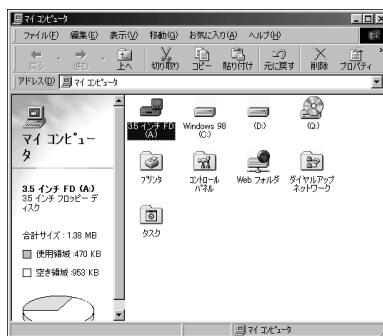 マイ コンピュータ
ファイル(F) 編集(E) 表示(V) 移動(G) お気に入り(A) ヘルプ(H)
戻る 進む 上へ 切り取り コピー 貼り付け 元に戻す 削除 プロパティ
アドレス(D) マイ コンピュータ
マイ コンピュー
タ
3.5 インチ FD (A:)
3.5 インチ フロッピー デ
ィスク
合計サイズ: 1.38 MB
使用領域:470 KB
空き領域:953 KB
3.5 インチ FD
(A:)
Windows 98
(C:)
(D:)
(Q:)
プリンタ
コントロール
パネル
Web フォルダ
ダイヤルアップ
ネットワーク
タスク
マイ コンピュータ